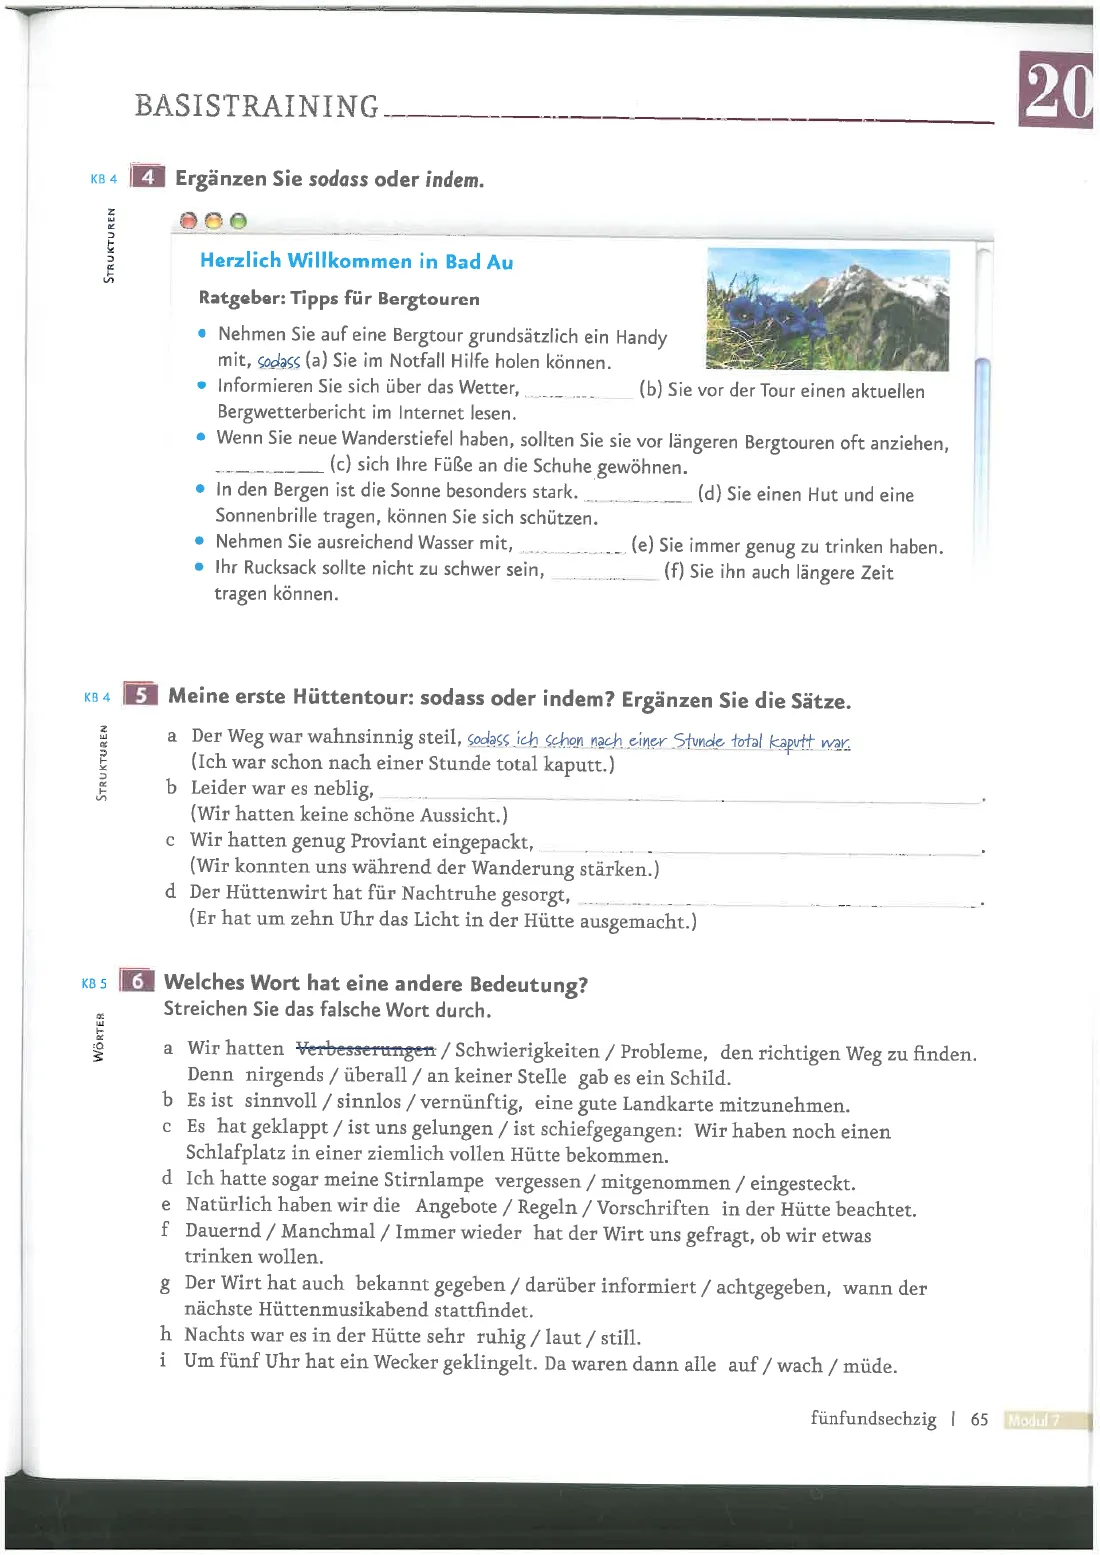 BASISTRAINING
20
KB 4 4 Ergänzen Sie sodass oder indem.
STRUKTUREN
Herzlich Willkommen in Bad Au
Ratgeber: Tipps für Bergtouren
• Nehmen Sie auf eine Bergtour grundsätzlich ein Handy
mit, sodass (a) Sie im Notfall Hilfe holen können.
• Informieren Sie sich über das Wetter, ____________ (b) Sie vor der Tour einen aktuellen
Bergwetterbericht im Internet lesen.
• Wenn Sie neue Wanderstiefel haben, sollten Sie sie vor längeren Bergtouren oft anziehen,
____________ (c) sich Ihre Füße an die Schuhe gewöhnen.
• In den Bergen ist die Sonne besonders stark. ____________ (d) Sie einen Hut und eine
Sonnenbrille tragen, können Sie sich schützen.
• Nehmen Sie ausreichend Wasser mit, ____________ (e) Sie immer genug zu trinken haben.
• Ihr Rucksack sollte nicht zu schwer sein, ____________ (f) Sie ihn auch längere Zeit
tragen können.
KB 4 5 Meine erste Hüttentour: sodass oder indem? Ergänzen Sie die Sätze.
STRUKTUREN
a Der Weg war wahnsinnig steil, sodass ich schon nach einer Stunde total kaputt war.
(Ich war schon nach einer Stunde total kaputt.)
b Leider war es neblig, ____________.
(Wir hatten keine schöne Aussicht.)
c Wir hatten genug Proviant eingepackt, ____________.
(Wir konnten uns während der Wanderung stärken.)
d Der Hüttenwirt hat für Nachtruhe gesorgt, ____________.
(Er hat um zehn Uhr das Licht in der Hütte ausgemacht.)
KB 5 6 Welches Wort hat eine andere Bedeutung?
Streichen Sie das falsche Wort durch.
WÖRTER
a Wir hatten Verbesserungen / Schwierigkeiten / Probleme, den richtigen Weg zu finden.
Denn nirgends / überall / an keiner Stelle gab es ein Schild.
b Es ist sinnvoll / sinnlos / vernünftig, eine gute Landkarte mitzunehmen.
c Es hat geklappt / ist uns gelungen / ist schiefgegangen: Wir haben noch einen
Schlafplatz in einer ziemlich vollen Hütte bekommen.
d Ich hatte sogar meine Stirnlampe vergessen / mitgenommen / eingesteckt.
e Natürlich haben wir die Angebote / Regeln / Vorschriften in der Hütte beachtet.
f Dauernd / Manchmal / Immer wieder hat der Wirt uns gefragt, ob wir etwas
trinken wollen.
g Der Wirt hat auch bekannt gegeben / darüber informiert / achtgegeben, wann der
nächste Hüttenmusikabend stattfindet.
h Nachts war es in der Hütte sehr ruhig / laut / still.
i Um fünf Uhr hat ein Wecker geklingelt. Da waren dann alle auf / wach / müde.
fünfundsechzig | 65 Modul 7